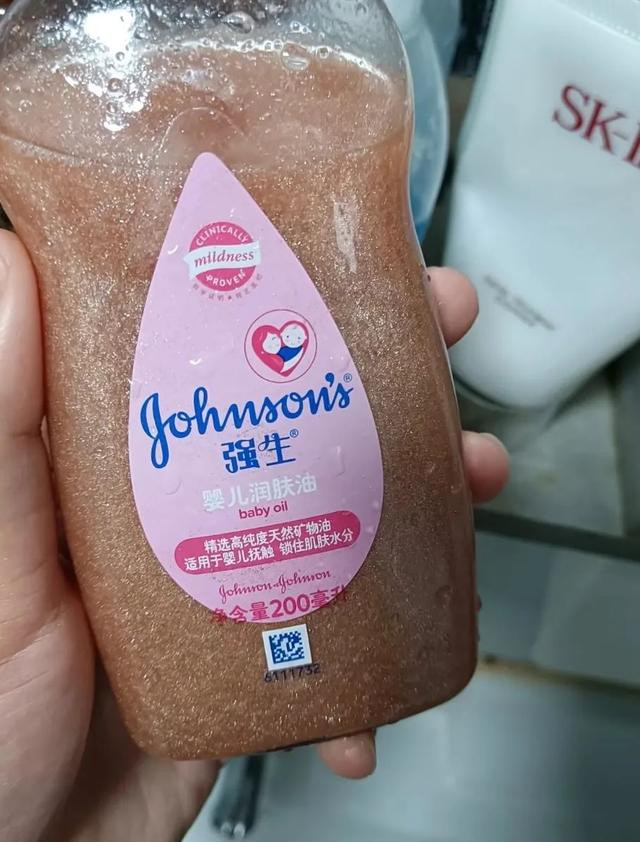 CLINICALLY
mildness
PROVEN
Johnson's®
强生®
婴儿润肤油
baby oil
精选高纯度天然矿物油
适用于婴儿抚触 锁住肌肤水分
Johnson & Johnson
净含量200毫升
6111732
SK-I